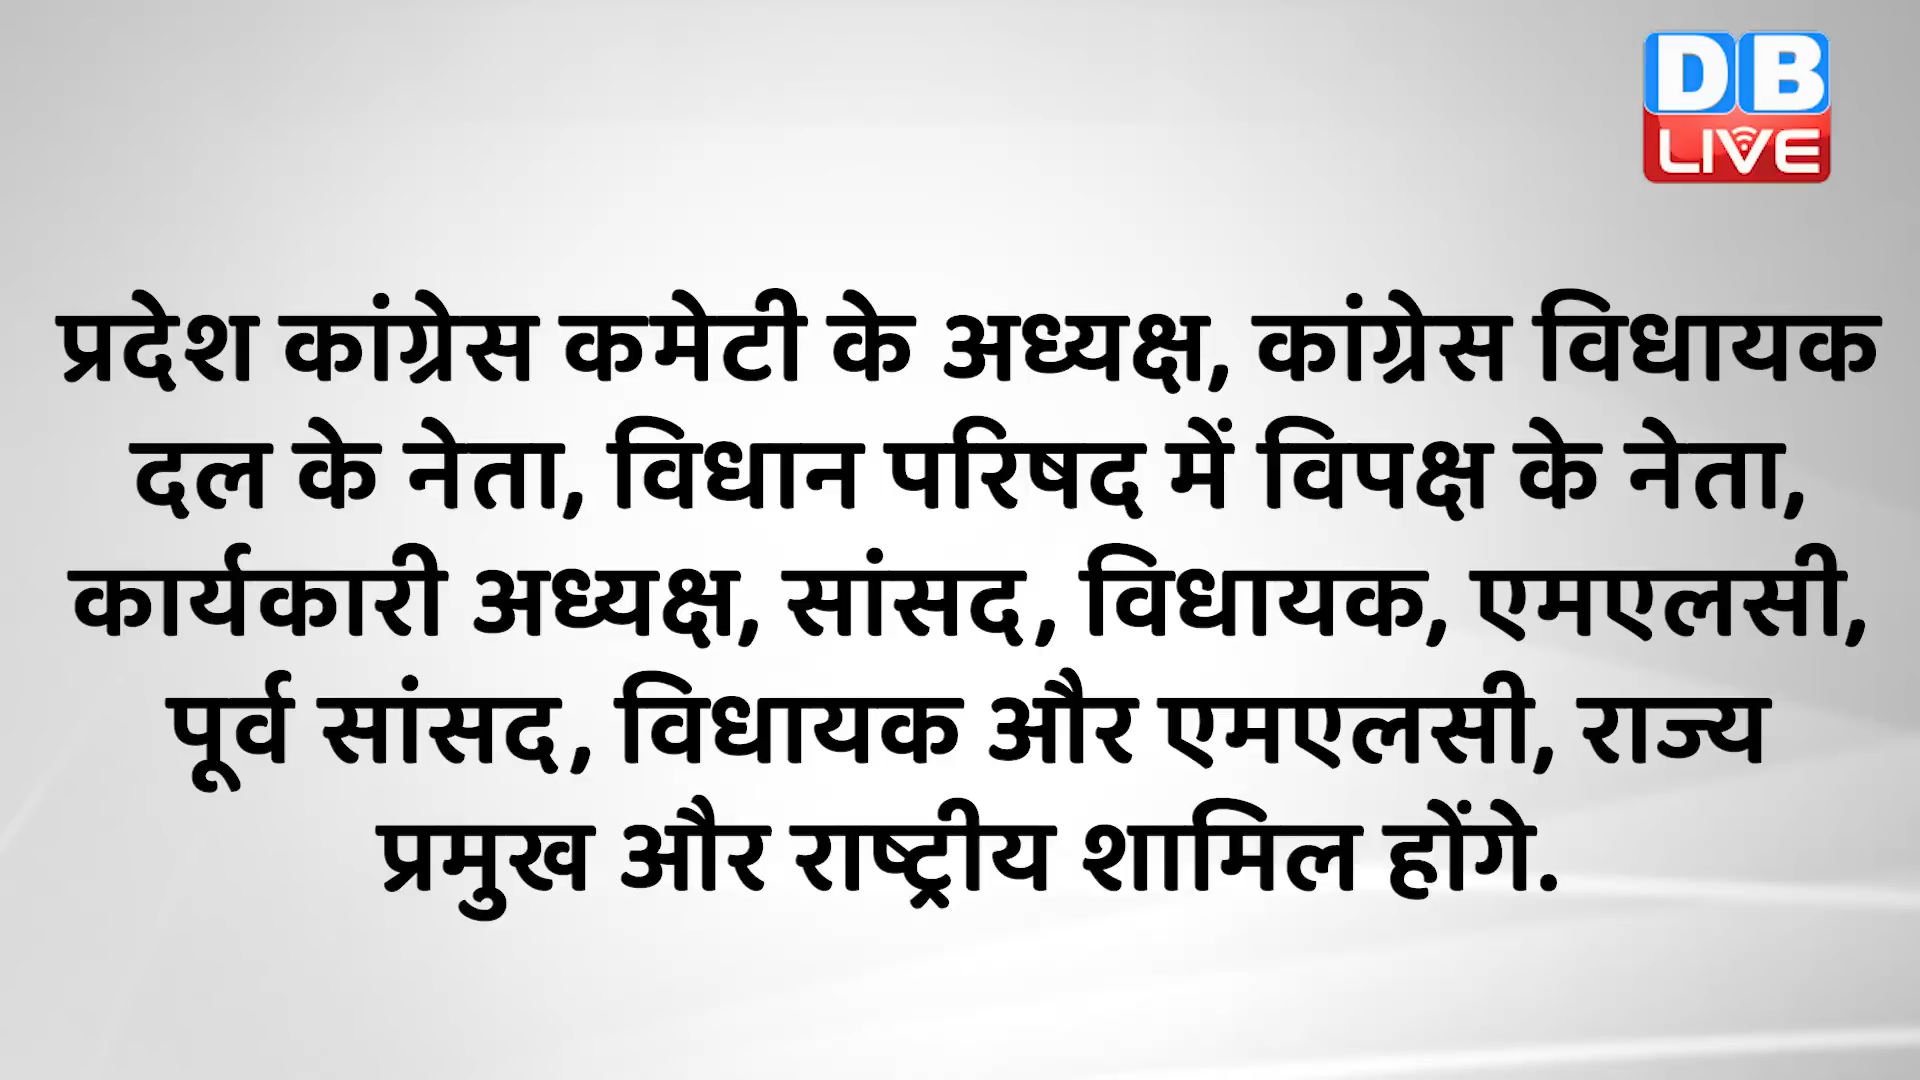 DB
LIVE
प्रदेश कांग्रेस कमेटी के अध्यक्ष, कांग्रेस विधायक
दल के नेता, विधान परिषद में विपक्ष के नेता,
कार्यकारी अध्यक्ष, सांसद, विधायक, एमएलसी,
पूर्व सांसद, विधायक और एमएलसी, राज्य
प्रमुख और राष्ट्रीय शामिल होंगे.